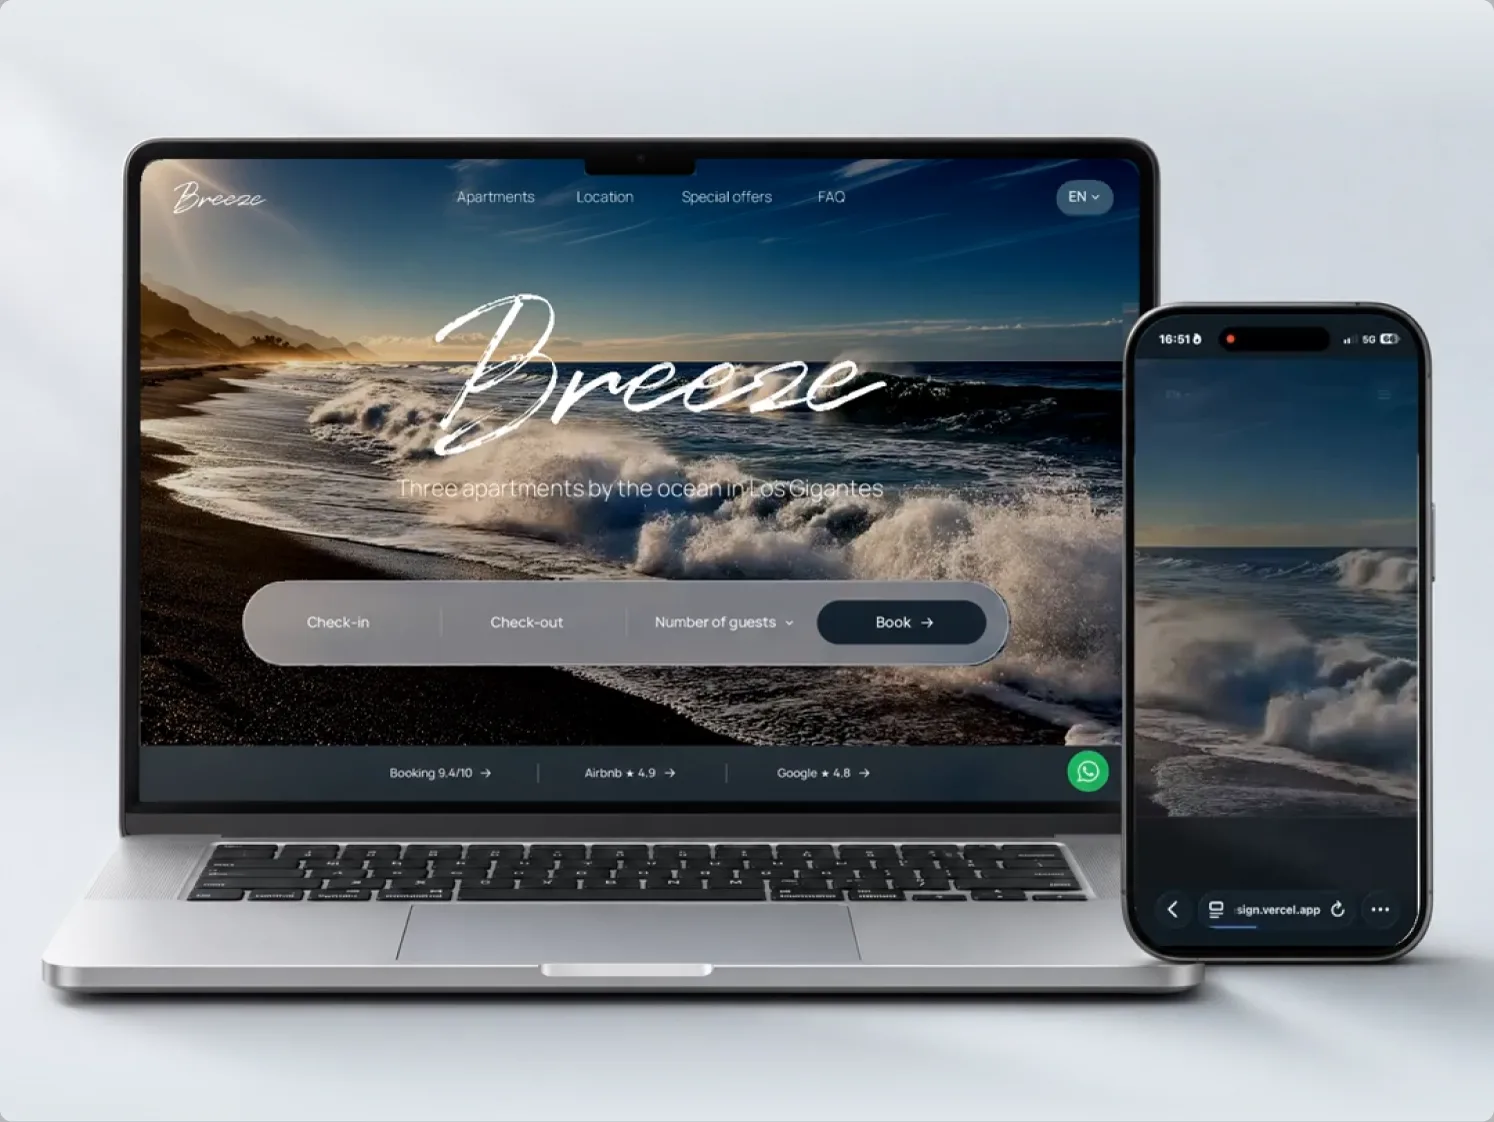 Breeze
Apartments Location Special offers FAQ
EN
Breeze
Three apartments by the ocean in Los Gigantes
Check-in Check-out Number of guests Book →
Booking 9.4/10 → Airbnb ★ 4.9 → Google ★ 4.8 →
16:51 5G 64
sign.vercel.app